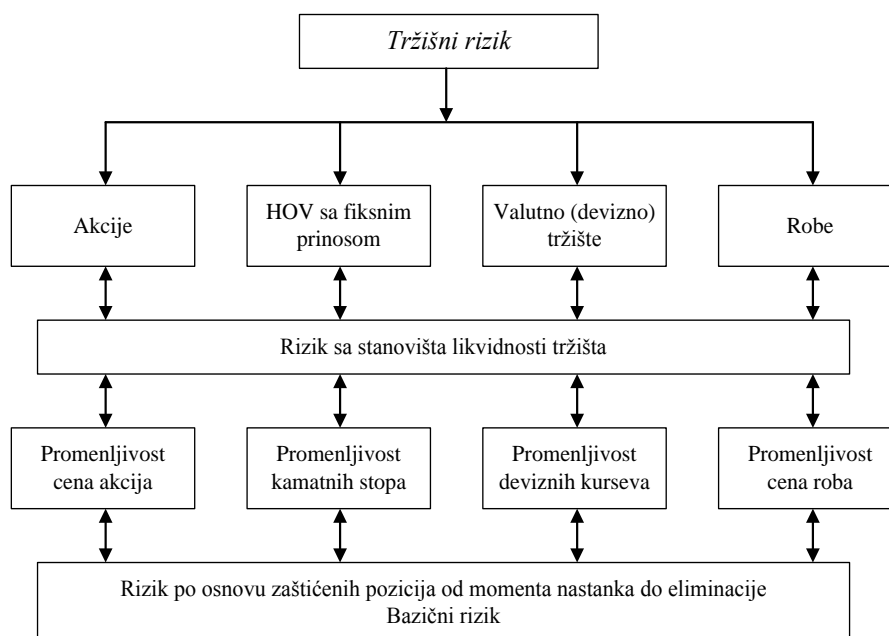 Tržišni rizik
Akcije
HOV sa fiksnim
prinosom
Valutno (devizno)
tržište
Robe
Rizik sa stanovišta likvidnosti tržišta
Promenljivost
cena akcija
Promenljivost
kamatnih stopa
Promenljivost
deviznih kurseva
Promenljivost
cena roba
Rizik po osnovu zaštićenih pozicija od momenta nastanka do eliminacije
Bazični rizik